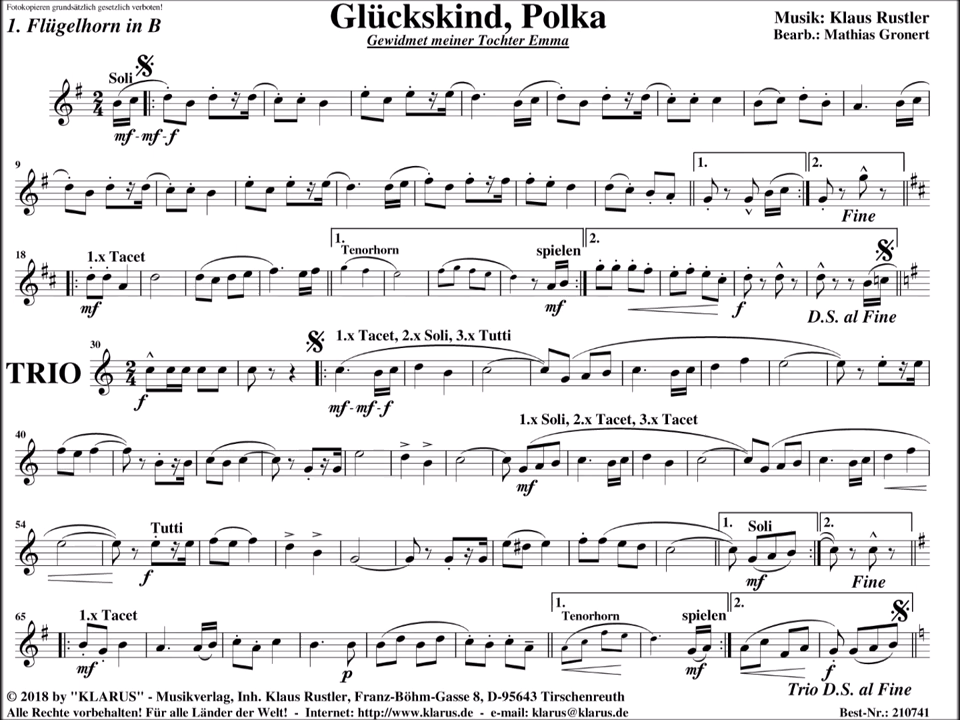 Fotokopieren grundsätzlich gesetzlich verboten!
1. Flügelhorn in B
Glückskind, Polka
Gewidmet meiner Tochter Emma
Musik: Klaus Rustler
Bearb.: Mathias Gronert
Soli
mf - mf - f
9
1.
2.
Fine
18
1.x Tacet
1.
Tenorhorn
spielen
2.
mf
mf
f
D.S. al Fine
TRIO
30
1.x Tacet, 2.x Soli, 3.x Tutti
f
mf - mf - f
40
1.x Soli, 2.x Tacet, 3.x Tacet
mf
54
Tutti
1.
Soli
2.
f
mf
Fine
65
1.x Tacet
1.
Tenorhorn
spielen
2.
mf
p
mf
f
Trio D.S. al Fine
© 2018 by "KLARUS" - Musikverlag, Inh. Klaus Rustler, Franz-Böhm-Gasse 8, D-95643 Tirschenreuth
Alle Rechte vorbehalten! Für alle Länder der Welt! - Internet: http://www.klarus.de - e-mail: klarus@klarus.de
Best-Nr.: 210741